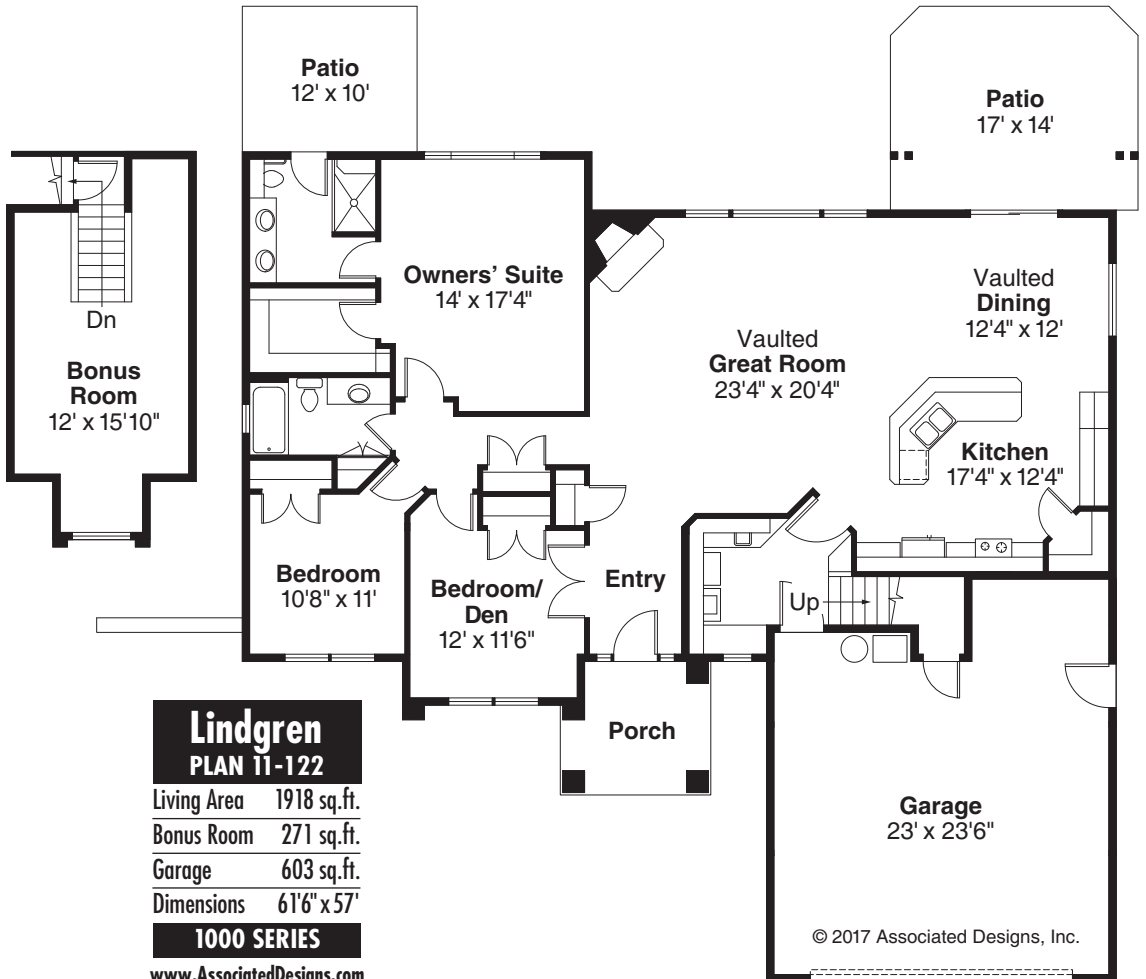 Patio
12' x 10'
Patio
17' x 14'
Owners' Suite
14' x 17'4"
Vaulted
Dining
12'4" x 12'
Vaulted
Great Room
23'4" x 20'4"
Dn
Bonus
Room
12' x 15'10"
Kitchen
17'4" x 12'4"
Bedroom
10'8" x 11'
Bedroom/
Den
12' x 11'6"
Entry
Up
Porch
Garage
23' x 23'6"
Lindgren
PLAN 11-122
Living Area 1918 sq.ft.
Bonus Room 271 sq.ft.
Garage 603 sq.ft.
Dimensions 61'6" x 57'
1000 SERIES
www.AssociatedDesigns.com
© 2017 Associated Designs, Inc.